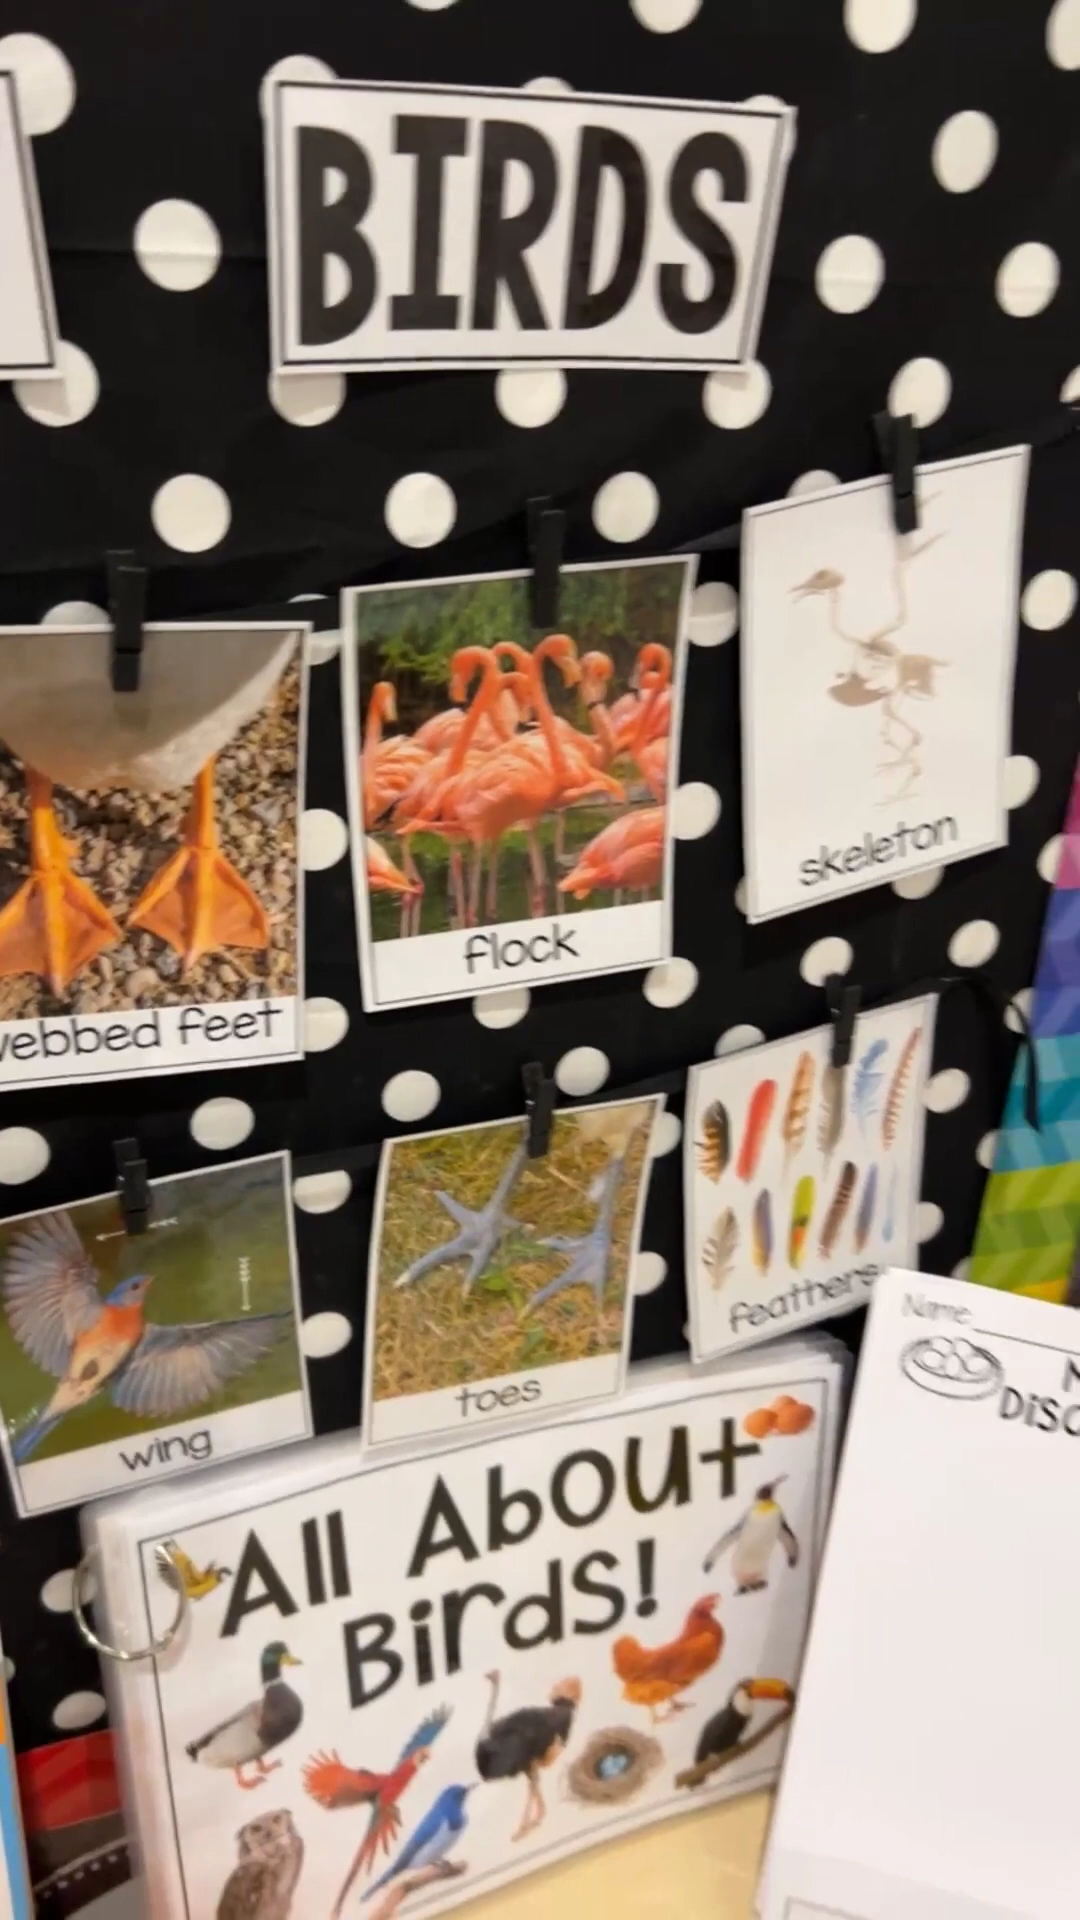 BIRDS
skeleton
flock
webbed feet
feathers
toes
wing
Name
All About
Birds!